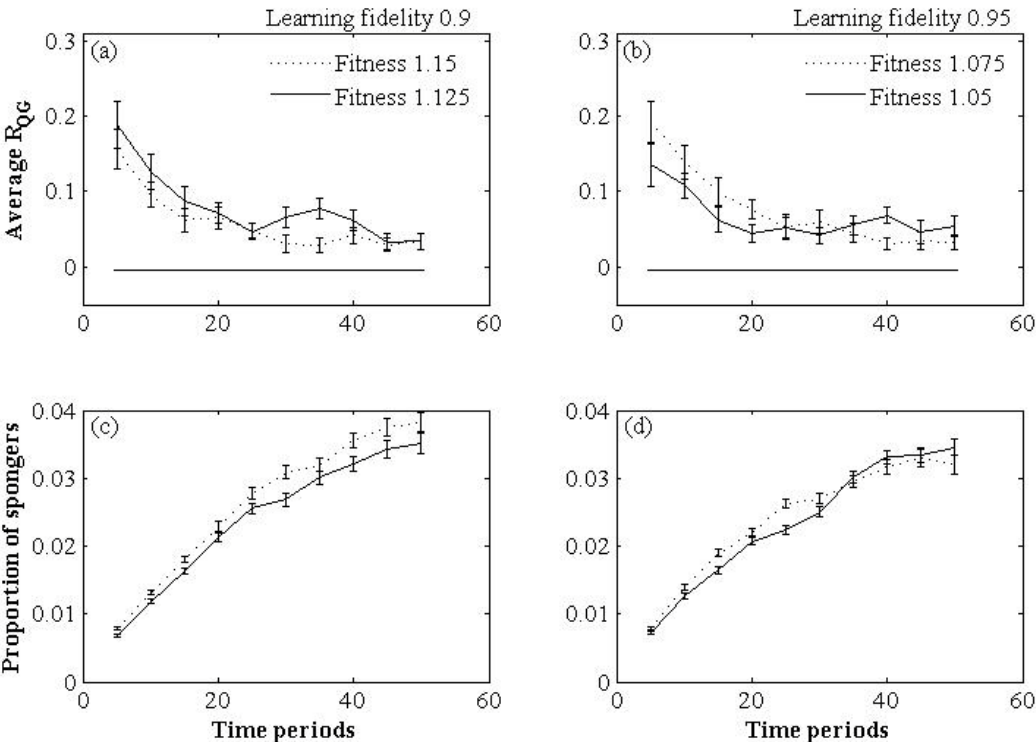 Learning fidelity 0.9
(a)
Fitness 1.15
Fitness 1.125
Average R_QG
0.3
0.2
0.1
0
0 20 40 60
Learning fidelity 0.95
(b)
Fitness 1.075
Fitness 1.05
0.3
0.2
0.1
0
0 20 40 60
(c)
Proportion of spongers
0.04
0.03
0.02
0.01
0
0 20 40 60
Time periods
(d)
0.04
0.03
0.02
0.01
0
0 20 40 60
Time periods